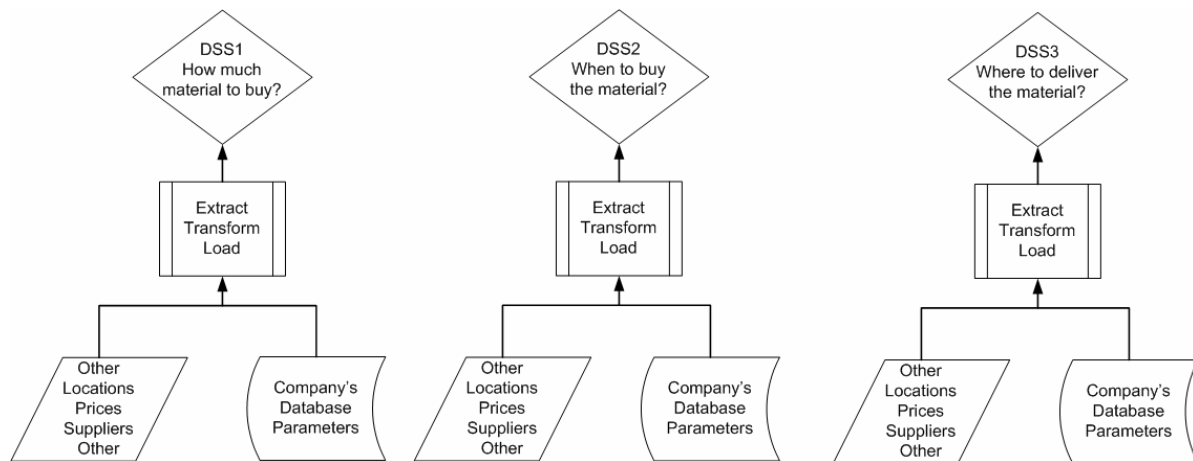 DSS1
How much
material to buy?
Extract
Transform
Load
Other
Locations
Prices
Suppliers
Other
Company's
Database
Parameters
DSS2
When to buy
the material?
Extract
Transform
Load
Other
Locations
Prices
Suppliers
Other
Company's
Database
Parameters
DSS3
Where to deliver
the material?
Extract
Transform
Load
Other
Locations
Prices
Suppliers
Other
Company's
Database
Parameters